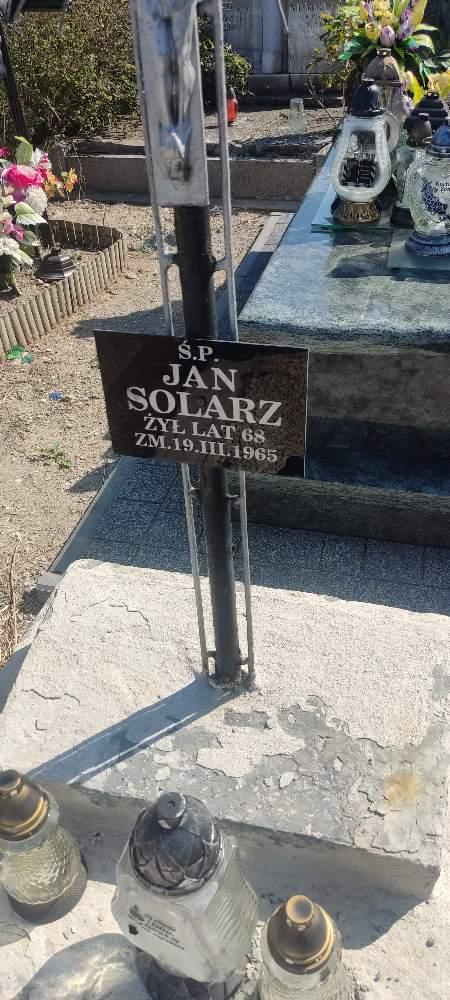 Ś.P.
JAN
SOLARZ
ŻYŁ LAT 68
ZM.19.III.1965